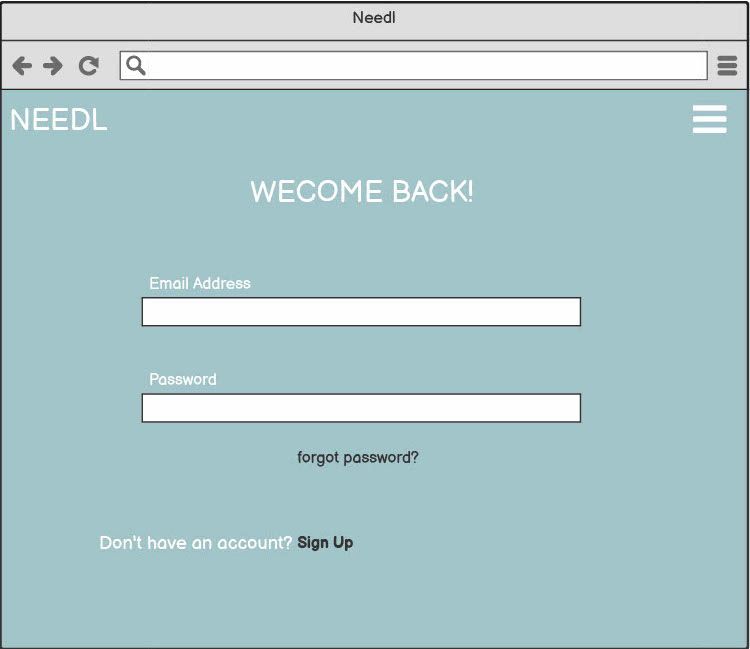 Needl
NEEDL
WECOME BACK!
Email Address
Password
forgot password?
Don't have an account? Sign Up